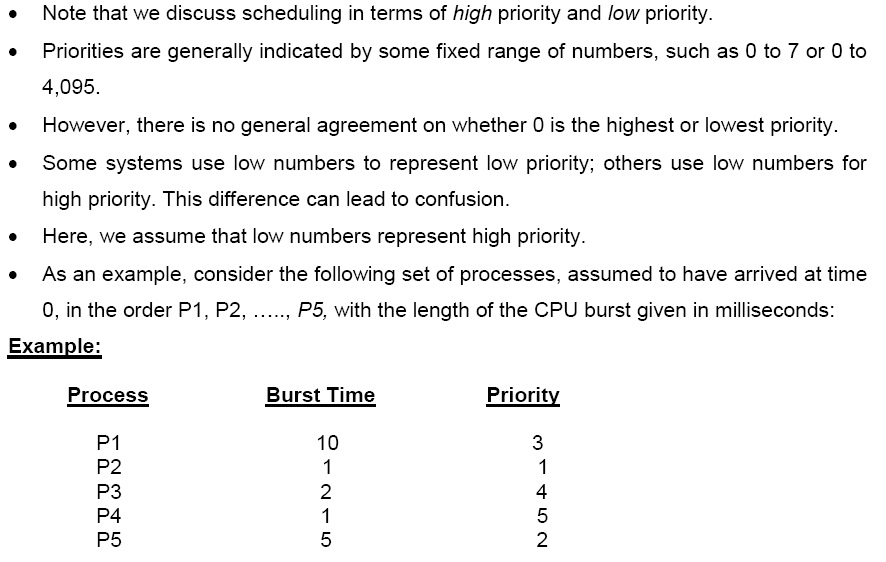 • Note that we discuss scheduling in terms of high priority and low priority.
• Priorities are generally indicated by some fixed range of numbers, such as 0 to 7 or 0 to
4,095.
• However, there is no general agreement on whether 0 is the highest or lowest priority.
• Some systems use low numbers to represent low priority; others use low numbers for
high priority. This difference can lead to confusion.
• Here, we assume that low numbers represent high priority.
• As an example, consider the following set of processes, assumed to have arrived at time
0, in the order P1, P2, ....., P5, with the length of the CPU burst given in milliseconds:
Example:
Process Burst Time Priority
P1 10 3
P2 1 1
P3 2 4
P4 1 5
P5 5 2